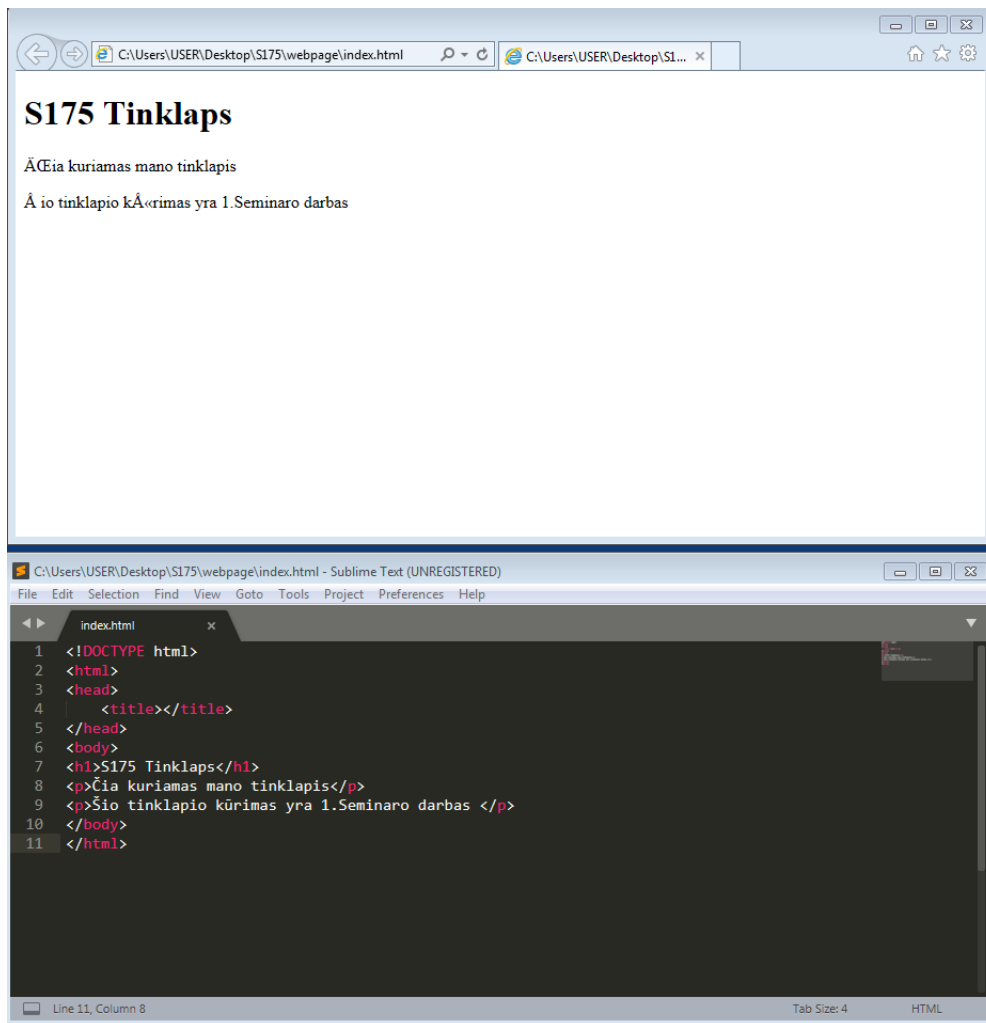 C:\Users\USER\Desktop\S175\webpage\index.html
C:\Users\USER\Desktop\S1...
S175 Tinklaps
ÄŒia kuriamas mano tinklapis
Å io tinklapio kÅ«rimas yra 1.Seminaro darbas
C:\Users\USER\Desktop\S175\webpage\index.html - Sublime Text (UNREGISTERED)
File Edit Selection Find View Goto Tools Project Preferences Help
index.html
1 <!DOCTYPE html>
2 <html>
3 <head>
4 <title></title>
5 </head>
6 <body>
7 <h1>S175 Tinklaps</h1>
8 <p>Čia kuriamas mano tinklapis</p>
9 <p>Šio tinklapio kūrimas yra 1.Seminaro darbas </p>
10 </body>
11 </html>
Line 11, Column 8
Tab Size: 4
HTML